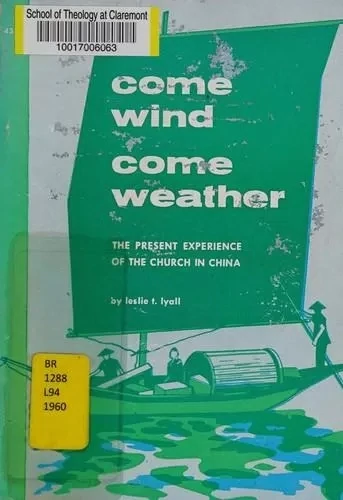 School of Theology at Claremont
10017006063
come
wind
come
weather
THE PRESENT EXPERIENCE
OF THE CHURCH IN CHINA
by leslie t. lyall
BR
1288
L94
1960